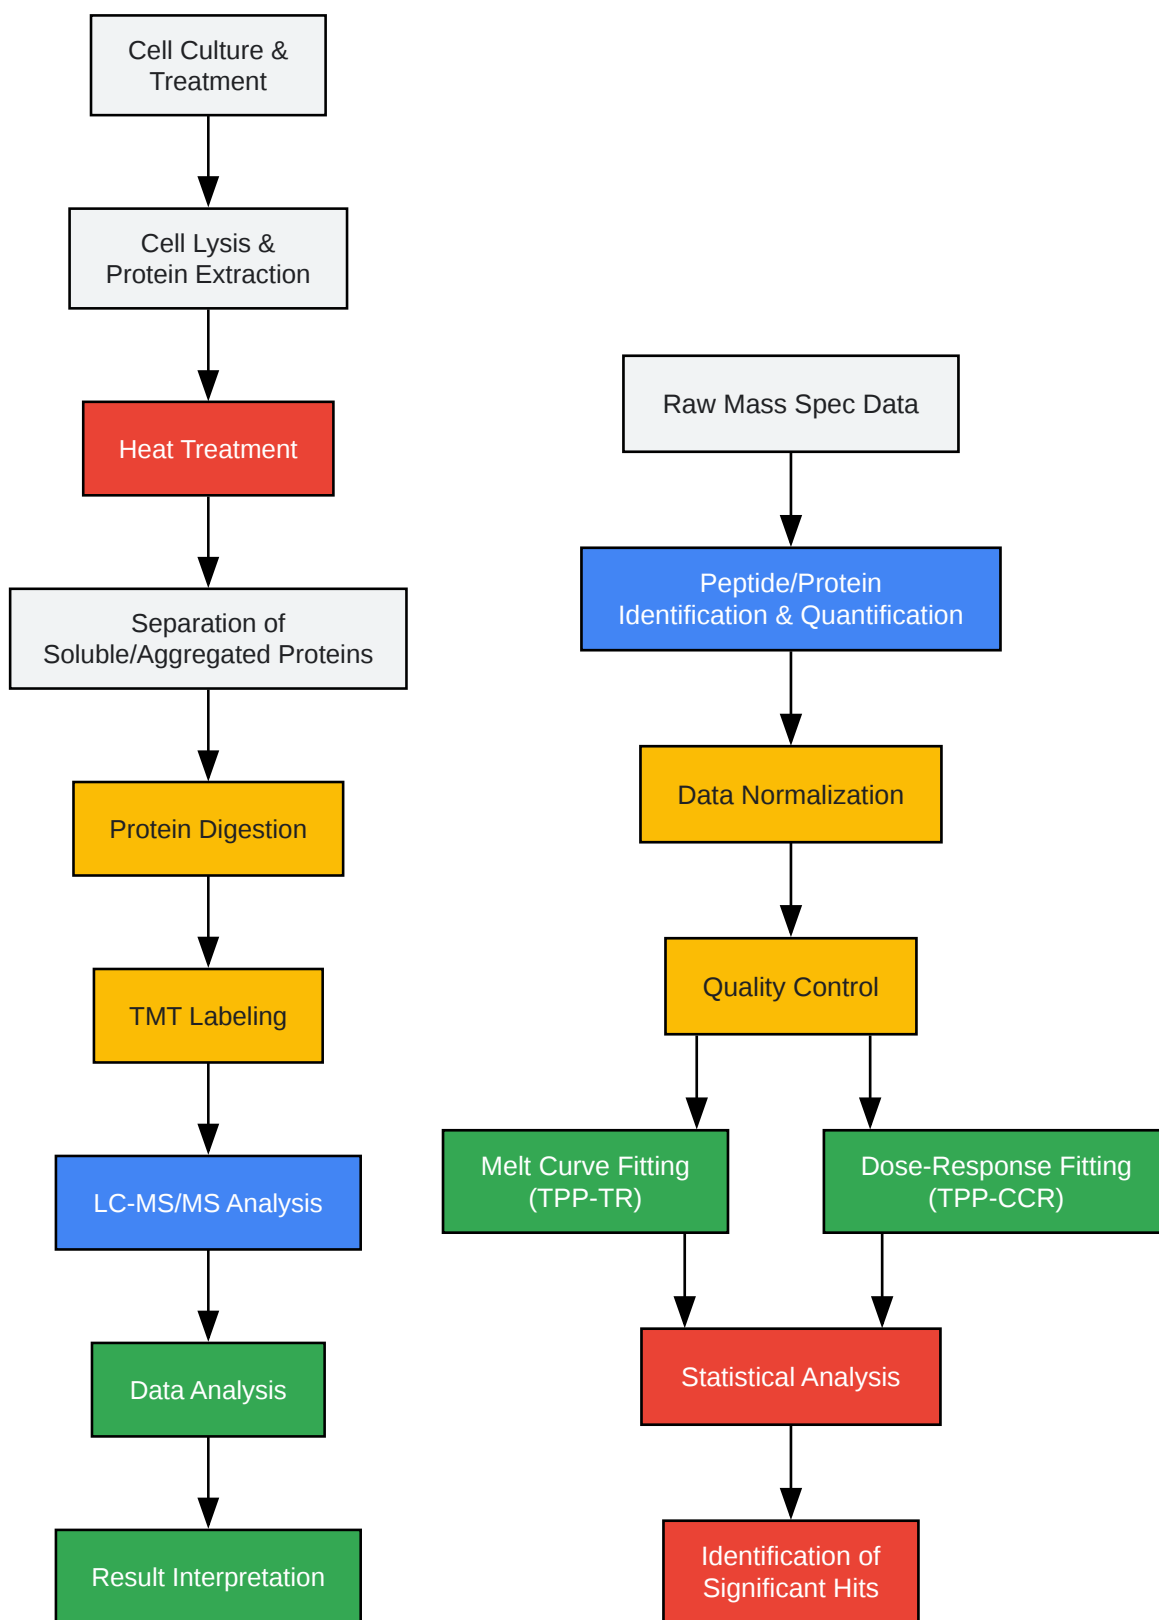 Cell Culture &
Treatment
Cell Lysis &
Protein Extraction
Heat Treatment
Separation of
Soluble/Aggregated Proteins
Protein Digestion
TMT Labeling
LC-MS/MS Analysis
Data Analysis
Result Interpretation
Raw Mass Spec Data
Peptide/Protein
Identification & Quantification
Data Normalization
Quality Control
Melt Curve Fitting
(TPP-TR)
Dose-Response Fitting
(TPP-CCR)
Statistical Analysis
Identification of
Significant Hits